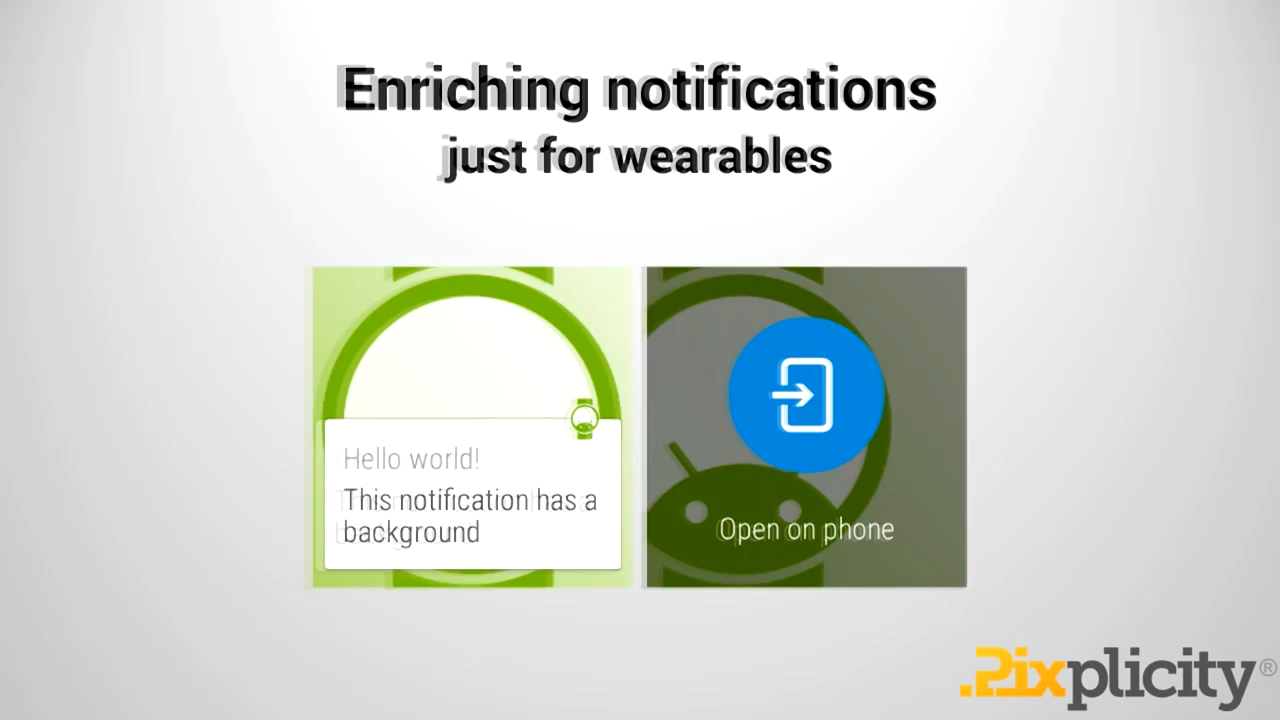 Enriching notifications
just for wearables
Hello world!
This notification has a
background
Open on phone
.Pixplicity®